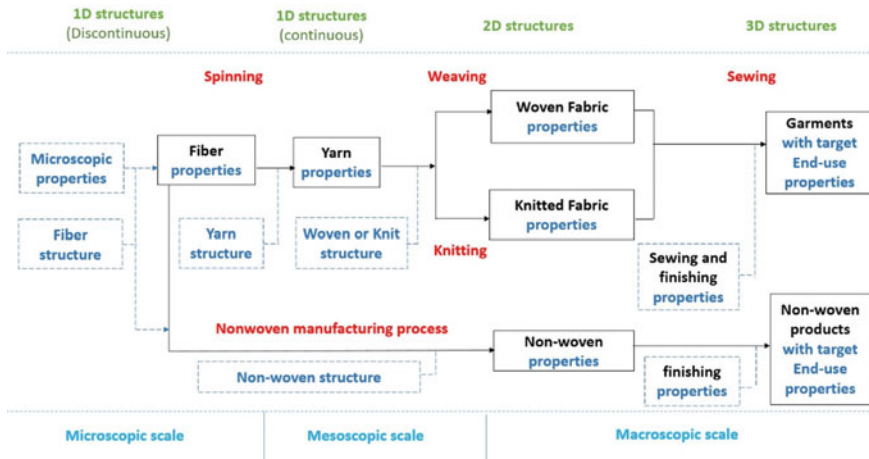 1D structures
(Discontinuous)
1D structures
(continuous)
2D structures
3D structures
Spinning
Weaving
Sewing
Woven Fabric
properties
Garments
with target
End-use
properties
Microscopic
properties
Fiber
properties
Yarn
properties
Knitted Fabric
properties
Fiber
structure
Yarn
structure
Woven or Knit
structure
Knitting
Sewing and
finishing
properties
Nonwoven manufacturing process
Non-woven
properties
Non-woven
products
with target
End-use
properties
Non-woven structure
finishing
properties
Microscopic scale
Mesoscopic scale
Macroscopic scale